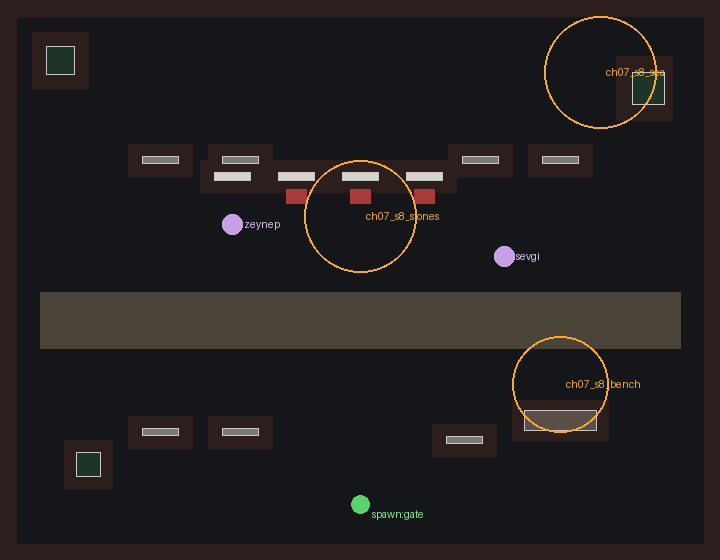 ch07_s8_sea
ch07_s8_stones
zeynep
sevgi
ch07_s8_bench
spawn:gate